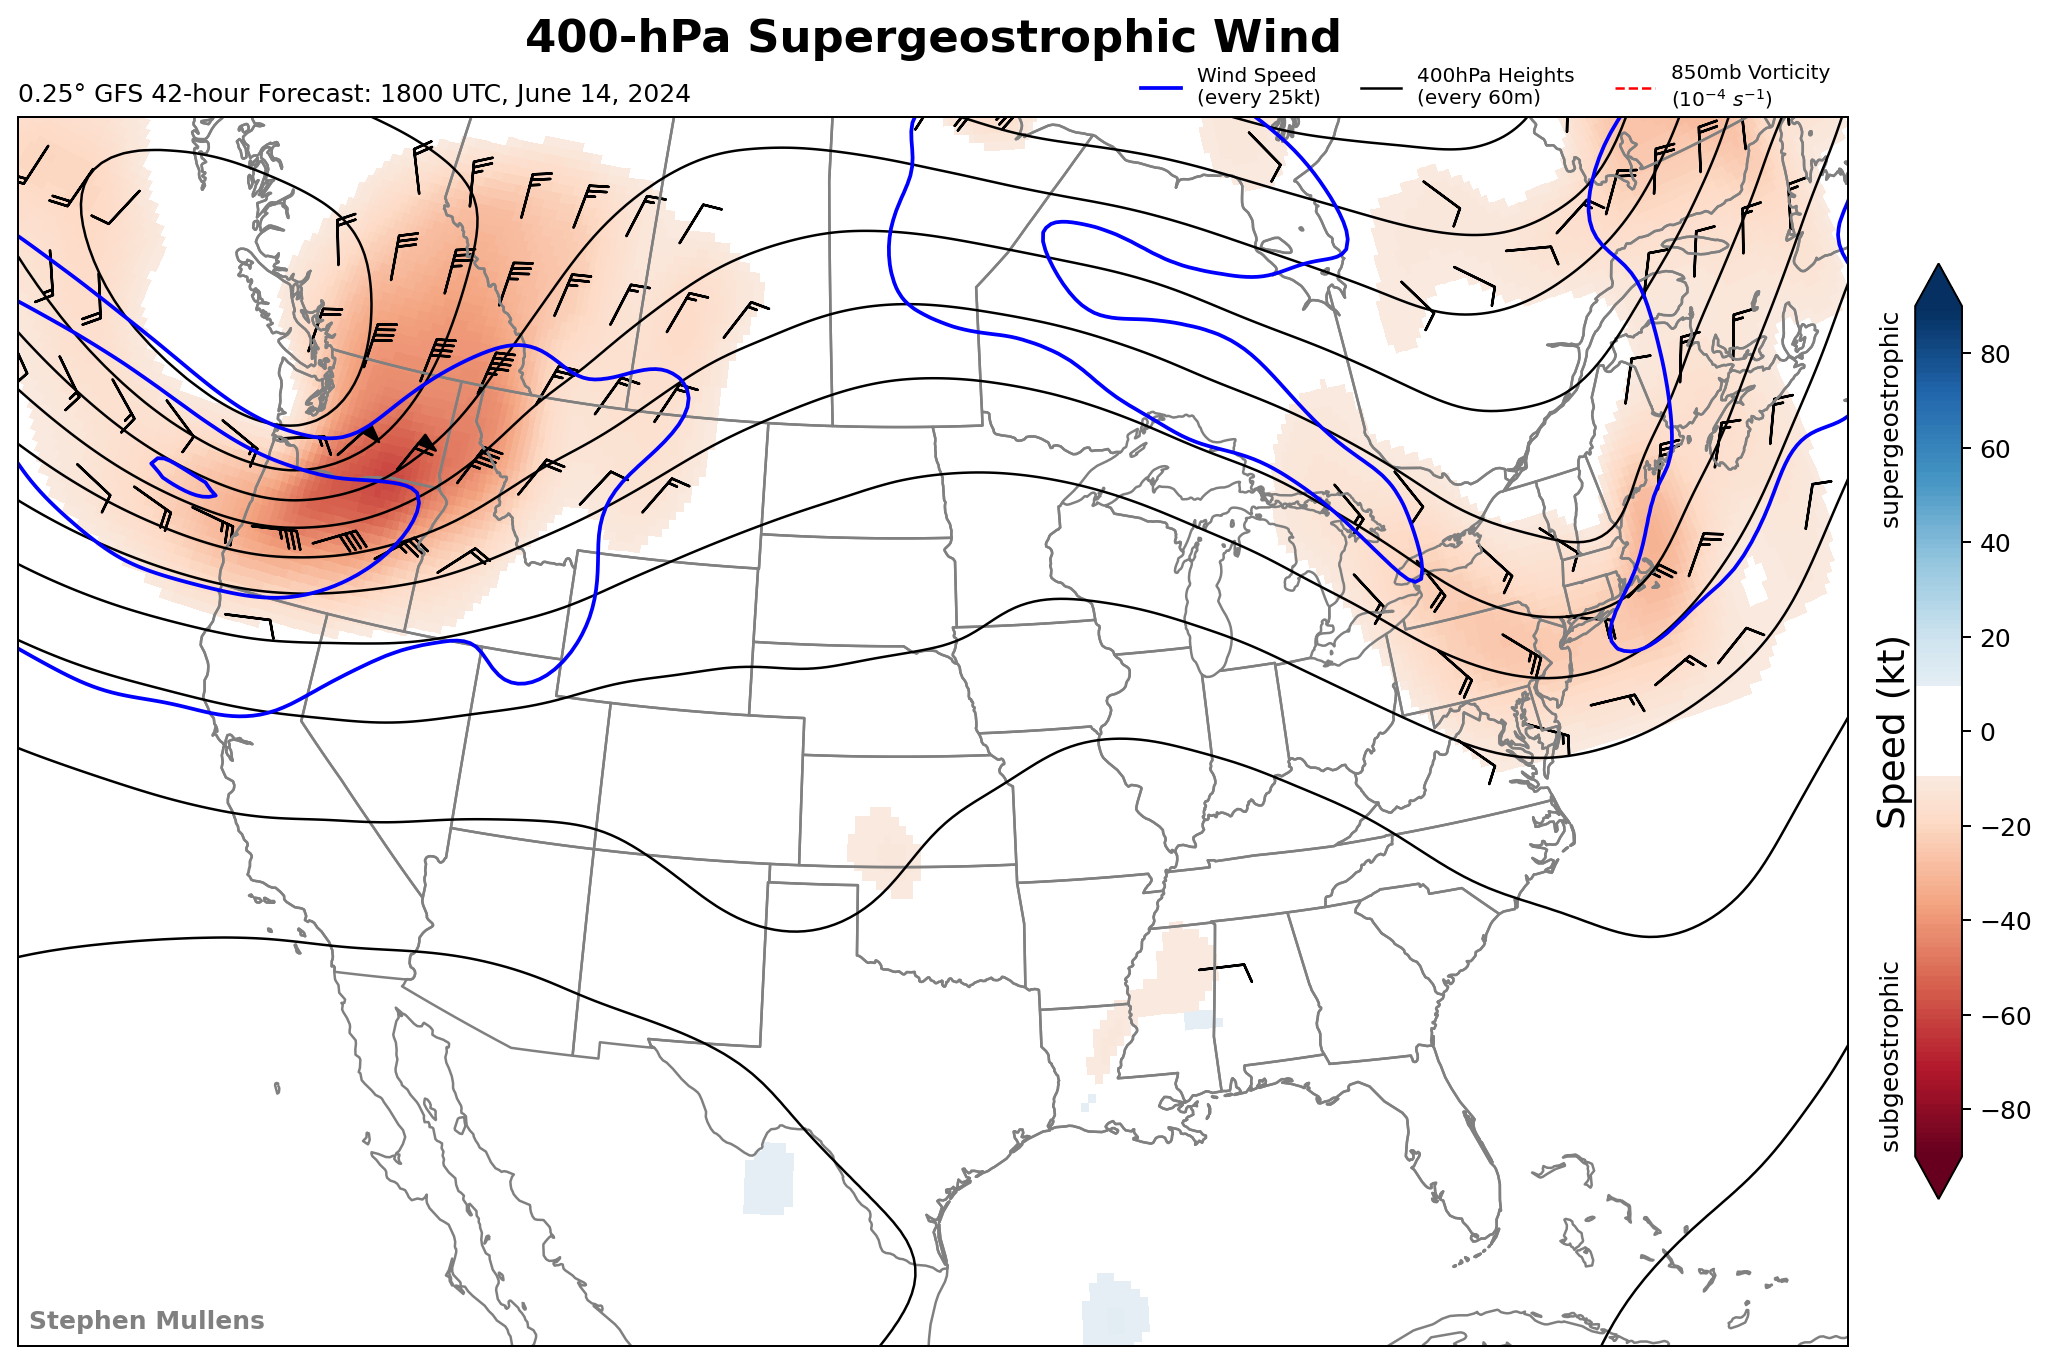 400-hPa Supergeostrophic Wind
0.25° GFS 42-hour Forecast: 1800 UTC, June 14, 2024
Wind Speed
(every 25kt)
400hPa Heights
(every 60m)
850mb Vorticity
(10⁻⁴ s⁻¹)
supergeostrophic
Speed (kt)
subgeostrophic
80
60
40
20
0
−20
−40
−60
−80
Stephen Mullens